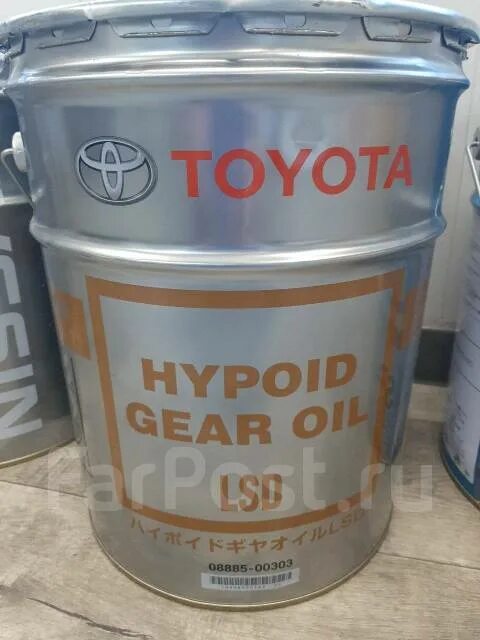 TOYOTA
HYPOID
GEAR OIL
LSD
ハイポイドギヤオイルLSD
08885-00303
FarPost.ru